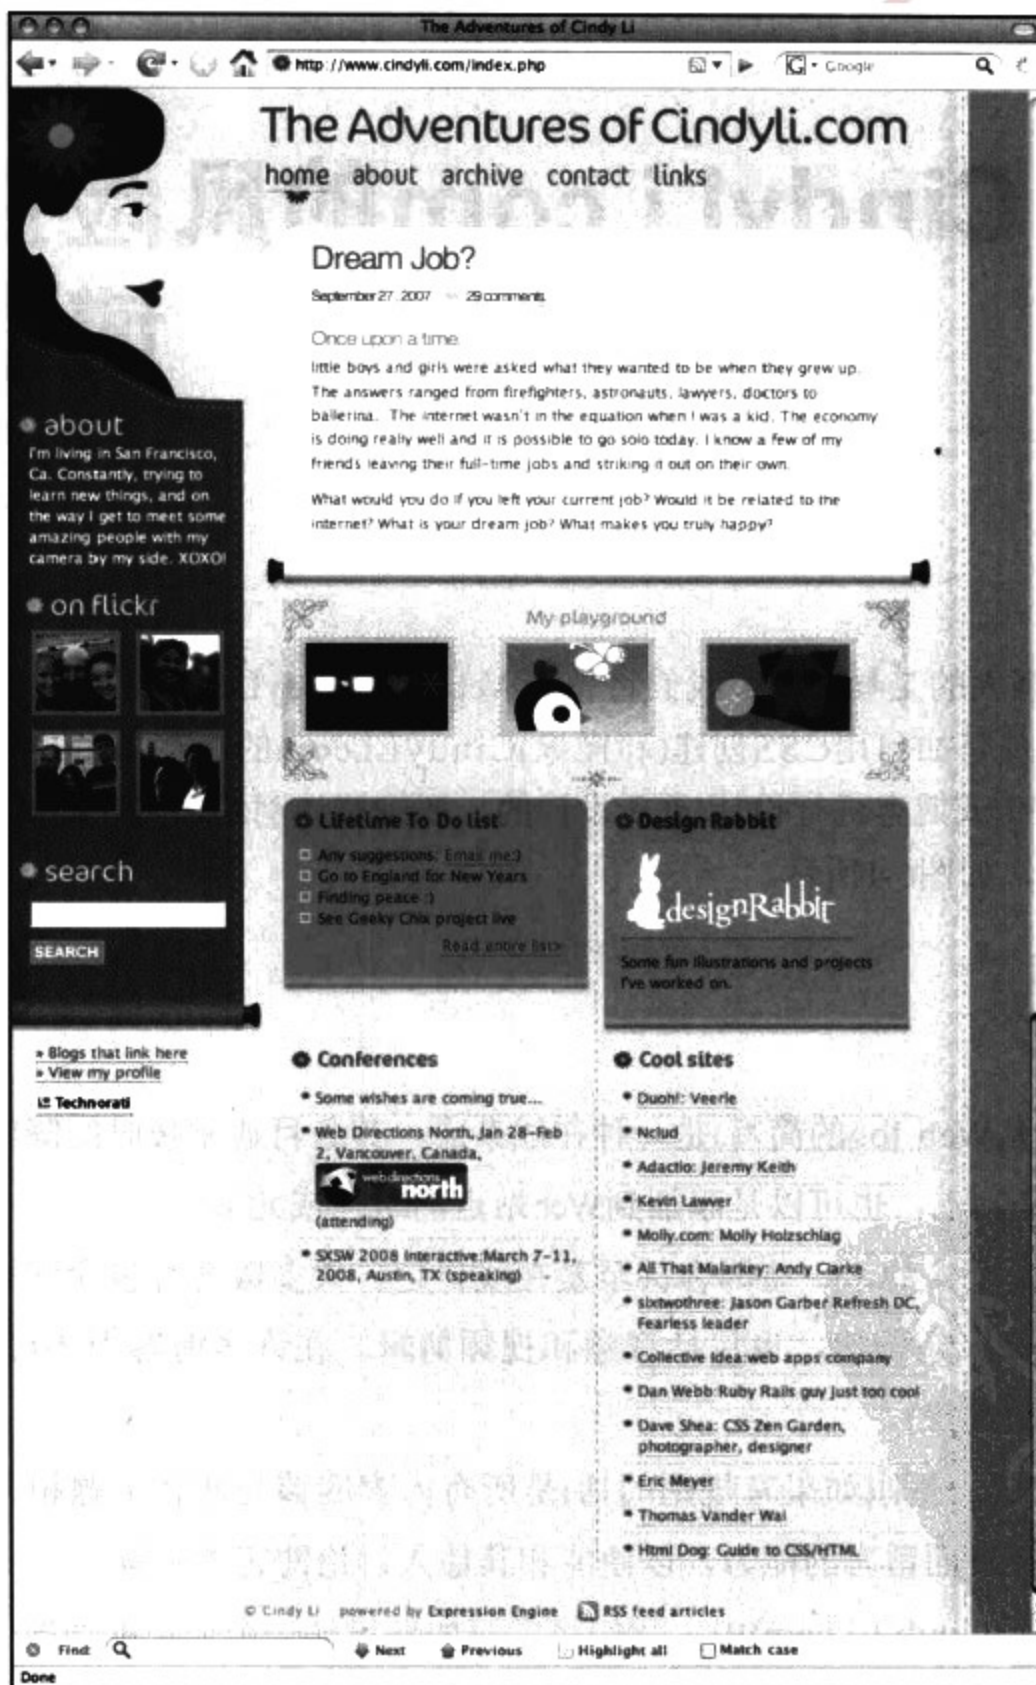 The Adventures of Cindy Li
http://www.cindyli.com/index.php
Google
The Adventures of Cindyli.com
home about archive contact links
Dream Job?
September 27, 2007
29 comments
Once upon a time
little boys and girls were asked what they wanted to be when they grew up.
The answers ranged from firefighters, astronauts, lawyers, doctors to
ballerina. The internet wasn't in the equation when I was a kid. The economy
is doing really well and it is possible to go solo today. I know a few of my
friends leaving their full-time jobs and striking it out on their own.
What would you do if you left your current job? Would it be related to the
internet? What is your dream job? What makes you truly happy?
about
I'm living in San Francisco,
Ca. Constantly, trying to
learn new things, and on
the way I get to meet some
amazing people with my
camera by my side. XOXO!
on flickr
search
SEARCH
» Blogs that link here
» View my profile
Technorati
My playground
Lifetime To Do list
Any suggestions: Email me:)
Go to England for New Years
Finding peace :)
See Geeky Chix project live
Read entire list»
Design Rabbit
designRabbit
Some fun illustrations and projects
I've worked on.
Conferences
Some wishes are coming true...
Web Directions North, Jan 28-Feb
2, Vancouver, Canada,
web directions
north
(attending)
SXSW 2008 Interactive:March 7-11,
2008, Austin, TX (speaking)
Cool sites
Duoh!: Veerle
Nclud
Adactio: Jeremy Keith
Kevin Lawver
Molly.com: Molly Holzschlag
All That Malarkey: Andy Clarke
sixtwothree: Jason Garber Refresh DC,
Fearless leader
Collective Idea:web apps company
Dan Webb:Ruby Rails guy just too cool
Dave Shea: CSS Zen Garden,
photographer, designer
Eric Meyer
Thomas Vander Wal
Html Dog: Guide to CSS/HTML
© Cindy Li powered by Expression Engine RSS feed articles
Find: Next Previous Highlight all Match case
Done